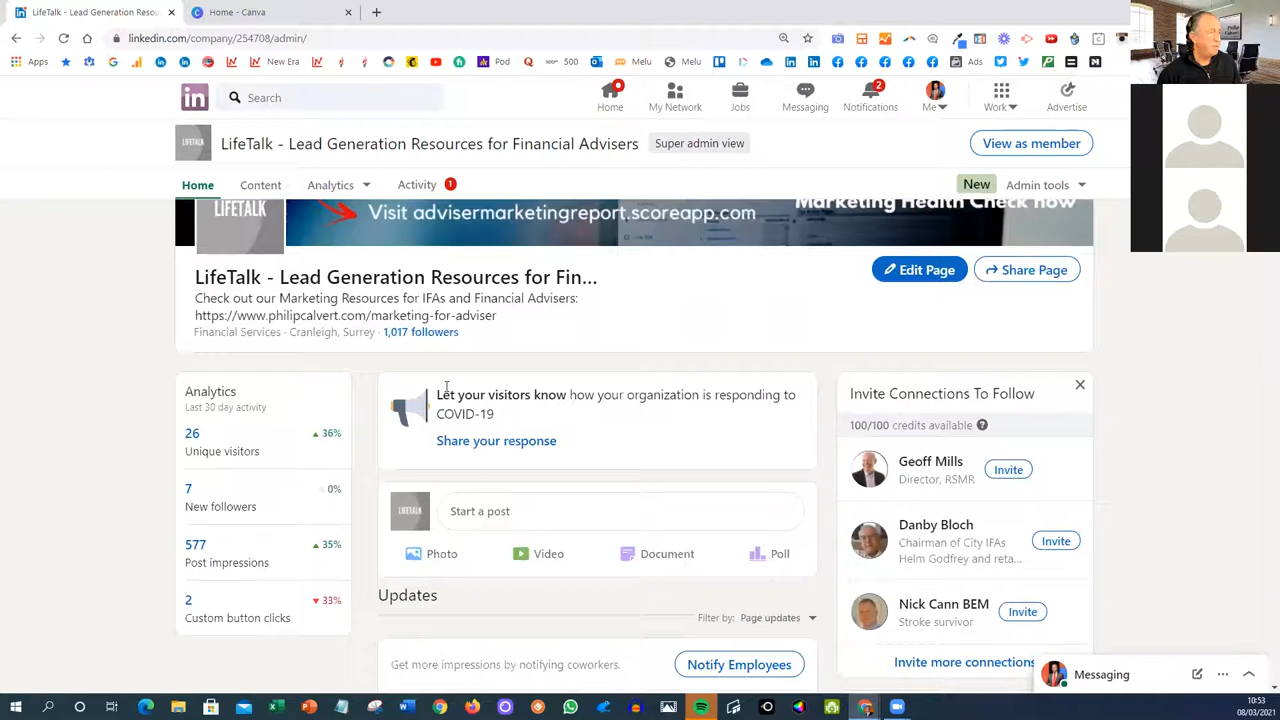 LifeTalk - Lead Generation Resou
Home - Canva
linkedin.com/company/254708/admin/
Apps
New Er
Pod
500
Melu
Melu
Ads
Search
Home
My Network
Jobs
Messaging
2
Notifications
Me
Work
Advertise
LIFETALK
LifeTalk - Lead Generation Resources for Financial Advisers
Super admin view
View as member
Home
Content
Analytics
Activity
1
New
Admin tools
LIFETALK
Visit advisermarketingreport.scoreapp.com
Marketing Health Check now
LifeTalk - Lead Generation Resources for Fin...
Edit Page
Share Page
Check out our Marketing Resources for IFAs and Financial Advisers:
https://www.philipcalvert.com/marketing-for-adviser
Financial Services · Cranleigh, Surrey · 1,017 followers
Analytics
Last 30 day activity
26
36%
Unique visitors
7
0%
New followers
577
35%
Post impressions
2
33%
Custom button clicks
Let your visitors know how your organization is responding to
COVID-19
Share your response
LIFETALK
Start a post
Photo
Video
Document
Poll
Updates
Filter by: Page updates
Get more impressions by notifying coworkers.
Notify Employees
Invite Connections To Follow
100/100 credits available
Geoff Mills
Director, RSMR
Invite
Danby Bloch
Chairman of City IFAs
Helm Godfrey and reta...
Invite
Nick Cann BEM
Stroke survivor
Invite
Invite more connections
Messaging
10:53
08/03/2021